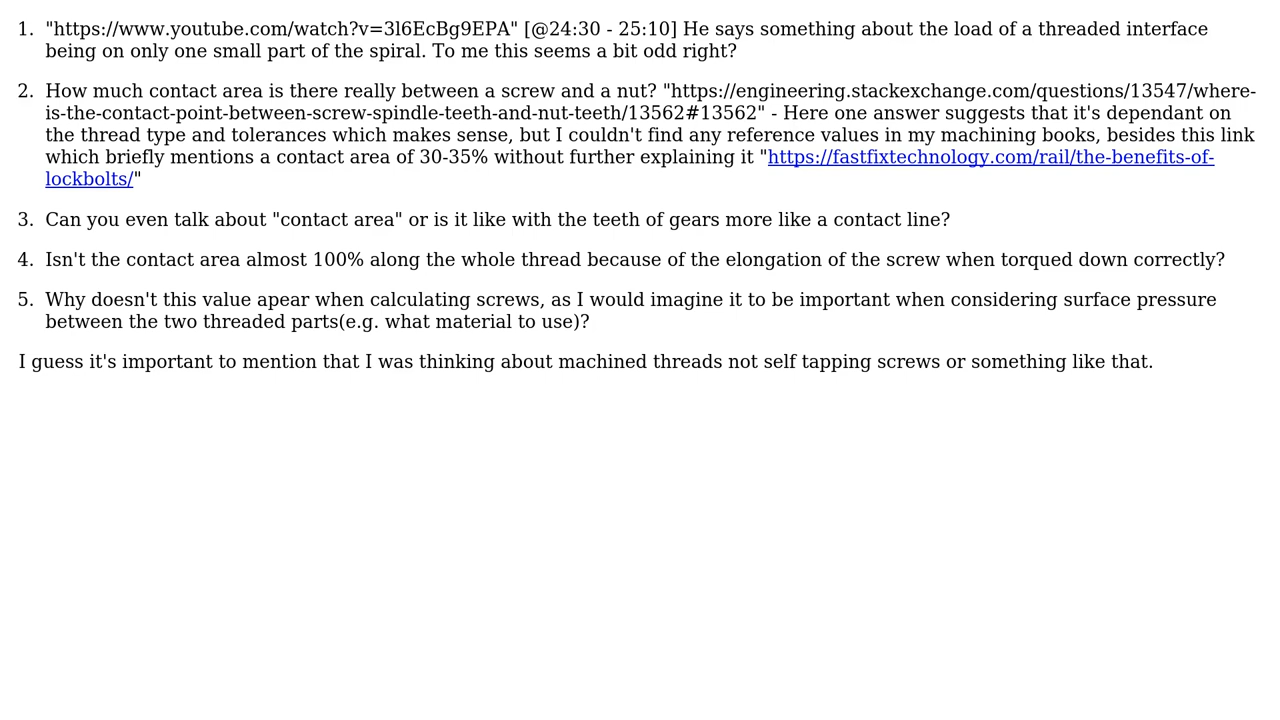 1. "https://www.youtube.com/watch?v=3l6EcBg9EPA" [@24:30 - 25:10] He says something about the load of a threaded interface
being on only one small part of the spiral. To me this seems a bit odd right?
2. How much contact area is there really between a screw and a nut? "https://engineering.stackexchange.com/questions/13547/where-
is-the-contact-point-between-screw-spindle-teeth-and-nut-teeth/13562#13562" - Here one answer suggests that it's dependant on
the thread type and tolerances which makes sense, but I couldn't find any reference values in my machining books, besides this link
which briefly mentions a contact area of 30-35% without further explaining it "https://fastfixtechnology.com/rail/the-benefits-of-
lockbolts/"
3. Can you even talk about "contact area" or is it like with the teeth of gears more like a contact line?
4. Isn't the contact area almost 100% along the whole thread because of the elongation of the screw when torqued down correctly?
5. Why doesn't this value apear when calculating screws, as I would imagine it to be important when considering surface pressure
between the two threaded parts(e.g. what material to use)?
I guess it's important to mention that I was thinking about machined threads not self tapping screws or something like that.